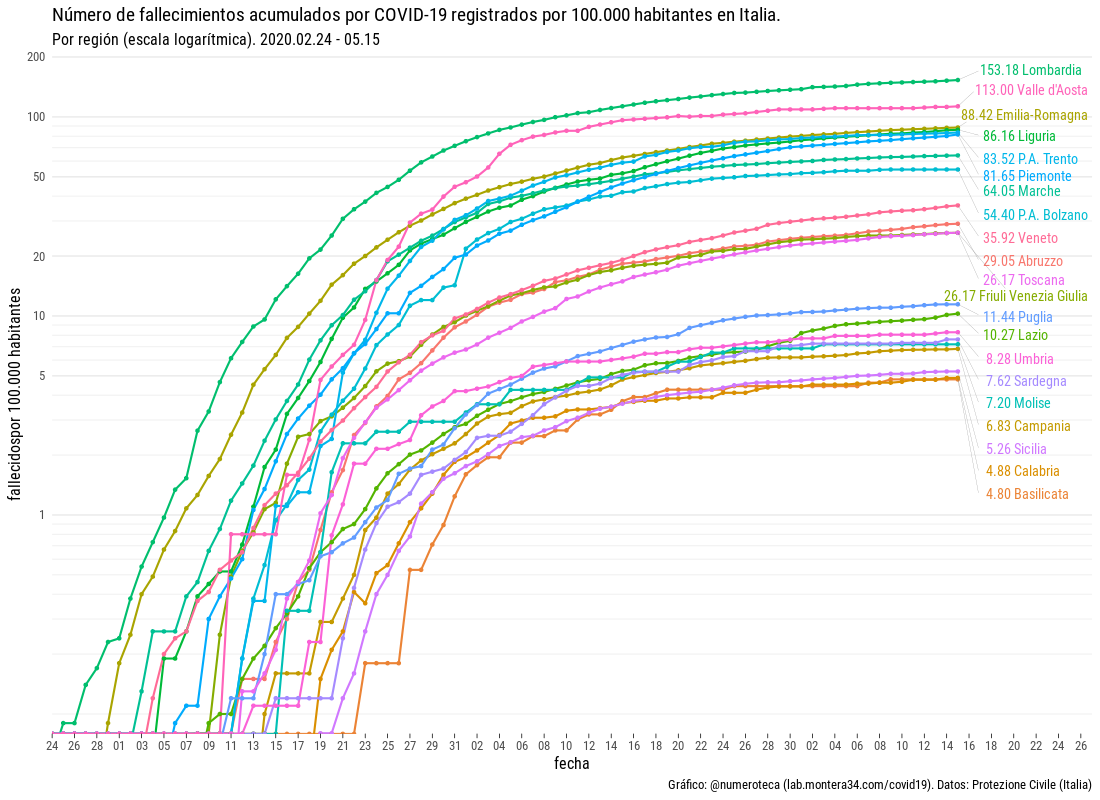 Número de fallecimientos acumulados por COVID-19 registrados por 100.000 habitantes en Italia.
Por región (escala logarítmica). 2020.02.24 - 05.15
200
100
50
20
10
5
1
fallecidospor 100.000 habitantes
153.18 Lombardia
113.00 Valle d'Aosta
88.42 Emilia-Romagna
86.16 Liguria
83.52 P.A. Trento
81.65 Piemonte
64.05 Marche
54.40 P.A. Bolzano
35.92 Veneto
29.05 Abruzzo
26.17 Toscana
26.17 Friuli Venezia Giulia
11.44 Puglia
10.27 Lazio
8.28 Umbria
7.62 Sardegna
7.20 Molise
6.83 Campania
5.26 Sicilia
4.88 Calabria
4.80 Basilicata
24 26 28 01 03 05 07 09 11 13 15 17 19 21 23 25 27 29 31 02 04 06 08 10 12 14 16 18 20 22 24 26 28 30 02 04 06 08 10 12 14 16 18 20 22 24 26
fecha
Gráfico: @numeroteca (lab.montera34.com/covid19). Datos: Protezione Civile (Italia)